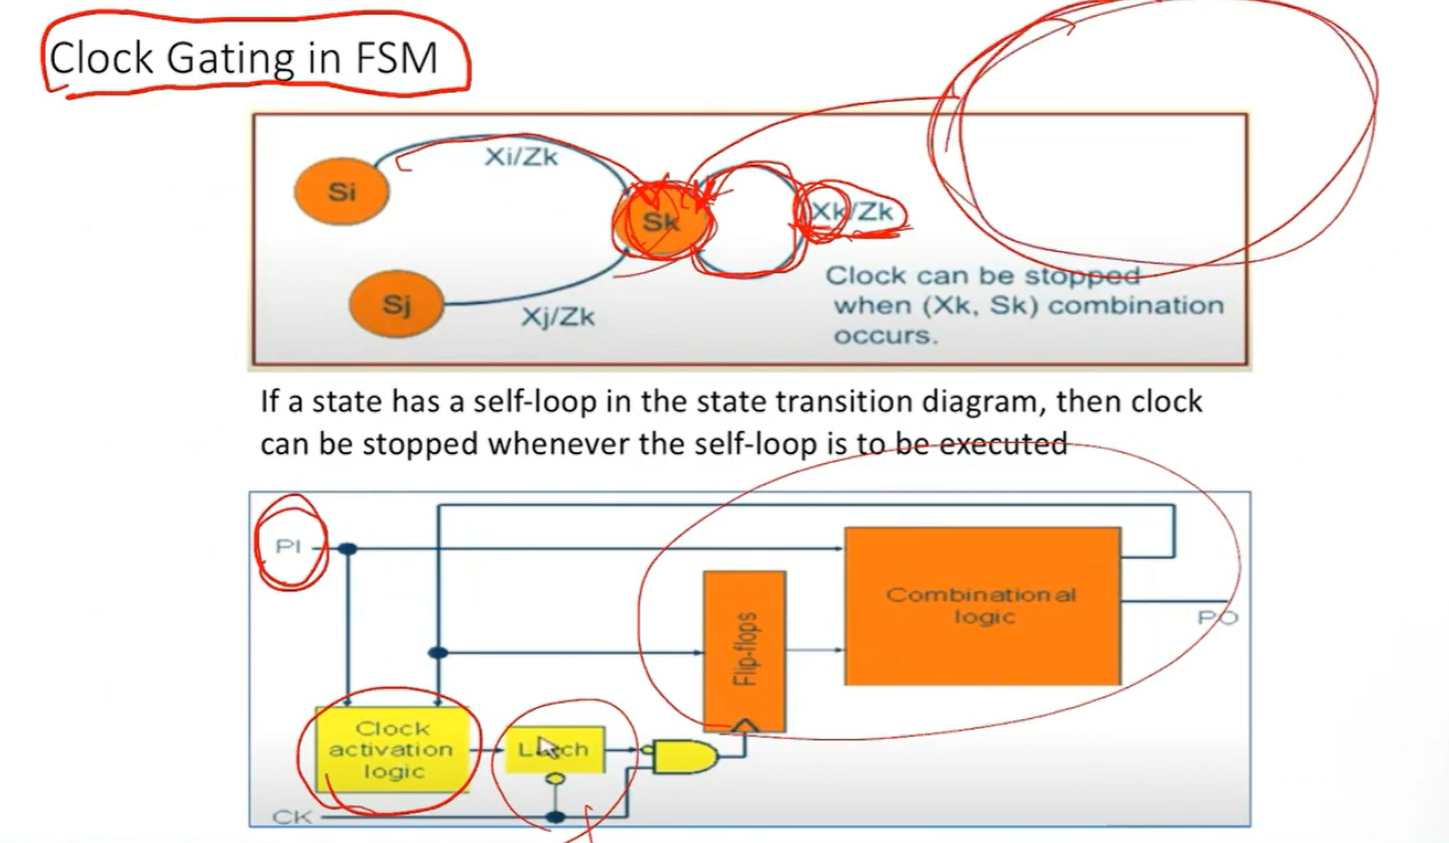 Clock Gating in FSM
Xi/Zk
Si
Sk
Xk/Zk
Sj
Xj/Zk
Clock can be stopped
when (Xk, Sk) combination
occurs.
If a state has a self-loop in the state transition diagram, then clock
can be stopped whenever the self-loop is to be executed
PI
Combinational
logic
PO
Flip-flops
Clock
activation
logic
Latch
CK